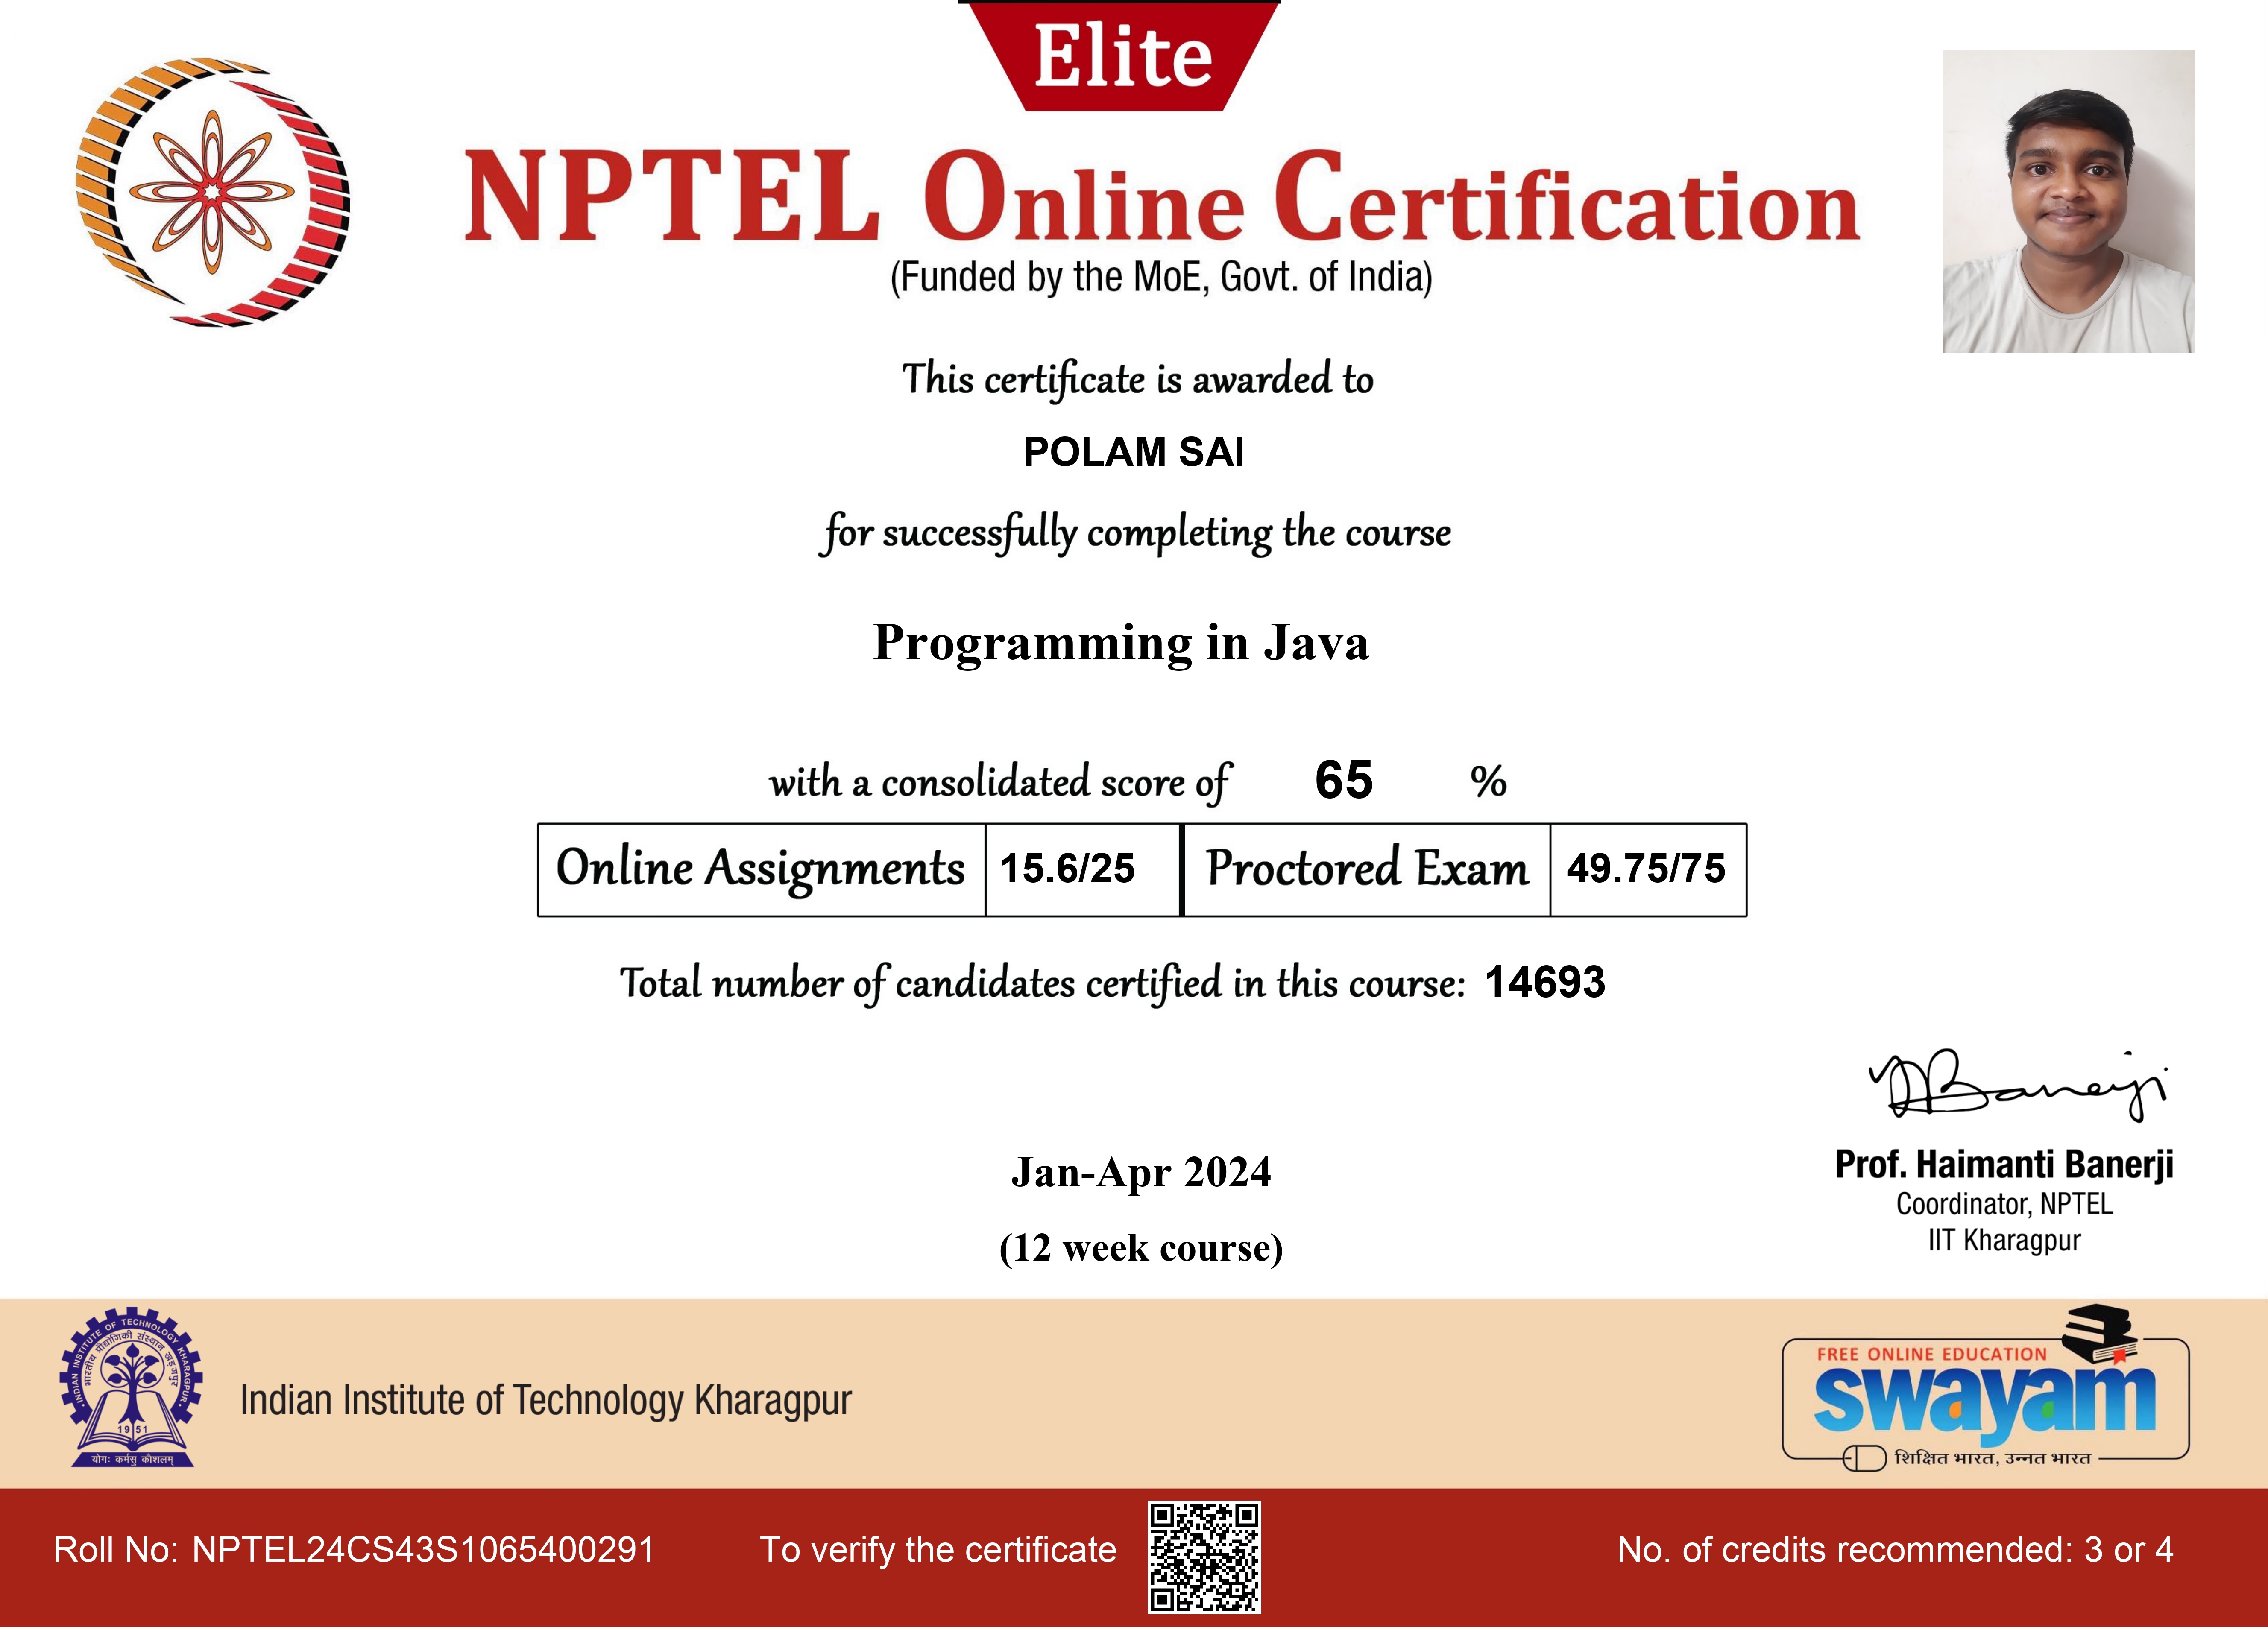 Elite
NPTEL Online Certification
(Funded by the MoE, Govt. of India)
This certificate is awarded to
POLAM SAI
for successfully completing the course
Programming in Java
with a consolidated score of 65 %
Online Assignments 15.6/25 Proctored Exam 49.75/75
Total number of candidates certified in this course: 14693
Banerji
Prof. Haimanti Banerji
Coordinator, NPTEL
IIT Kharagpur
Jan-Apr 2024
(12 week course)
INDIAN INSTITUTE OF TECHNOLOGY KHARAGPUR
भारतीय प्रौद्योगिकी संस्थान खड़गपुर
1951
योगः कर्मसु कौशलम्
Indian Institute of Technology Kharagpur
FREE ONLINE EDUCATION
swayam
शिक्षित भारत, उन्नत भारत
Roll No: NPTEL24CS43S1065400291
To verify the certificate
No. of credits recommended: 3 or 4